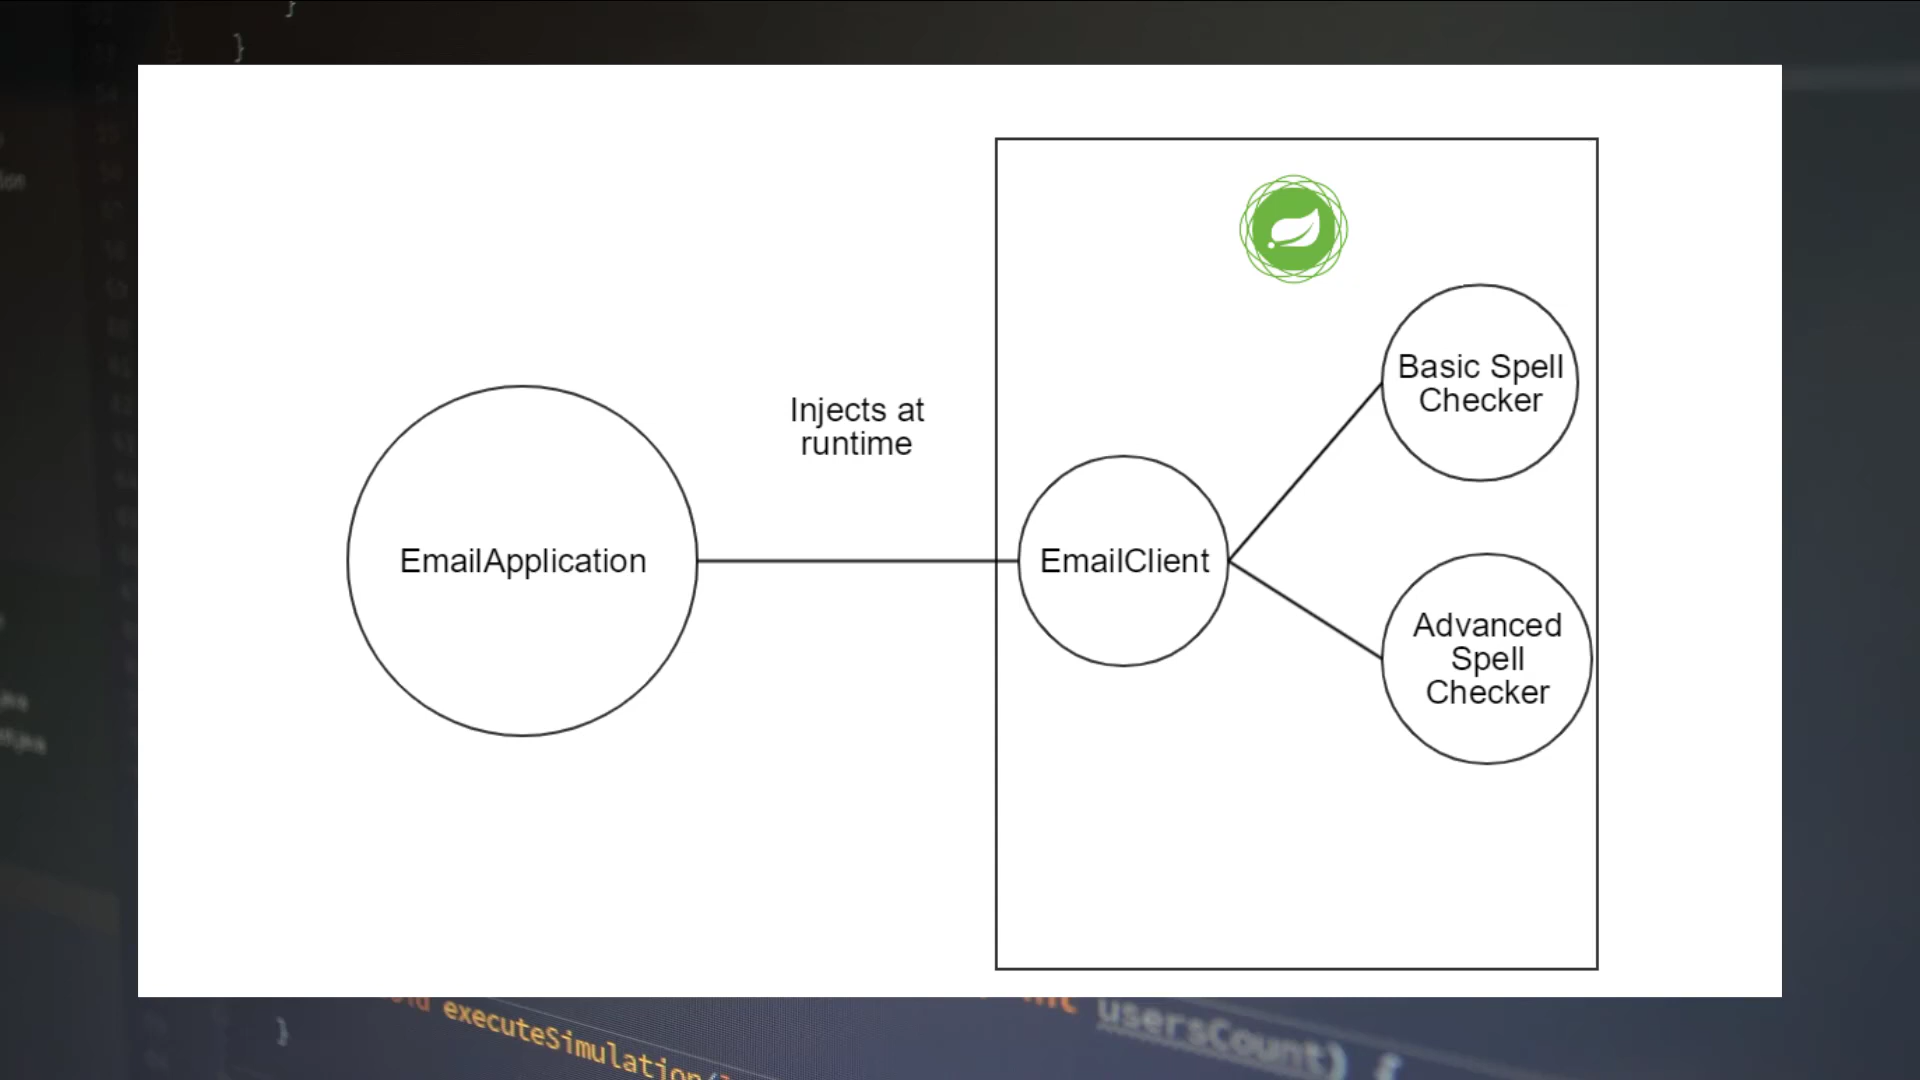 }
}
EmailApplication
Injects at
runtime
EmailClient
Basic Spell
Checker
Advanced
Spell
Checker
executeSimulation(
usersCount) {
}